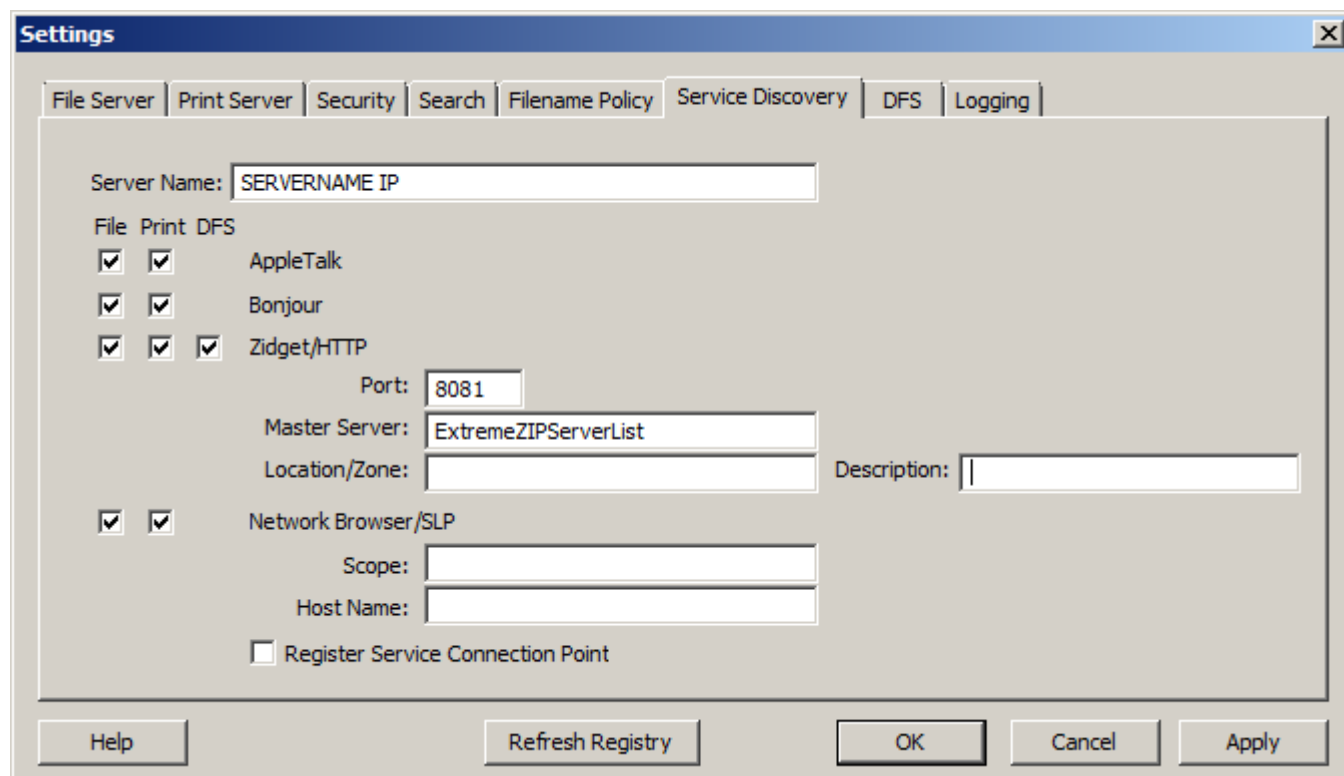 Settings
File Server Print Server Security Search Filename Policy Service Discovery DFS Logging
Server Name: SERVERNAME IP
File Print DFS
AppleTalk
Bonjour
Zidget/HTTP
Port: 8081
Master Server: ExtremeZIPServerList
Location/Zone: Description:
Network Browser/SLP
Scope:
Host Name:
Register Service Connection Point
Help Refresh Registry OK Cancel Apply